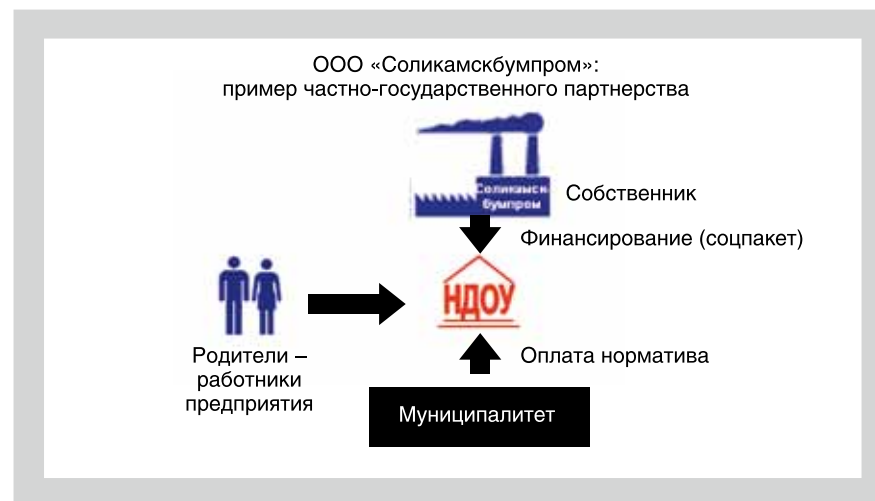 ООО «Соликамскбумпром»:
пример частно-государственного партнерства
Соликамск-
бумпром
Собственник
Финансирование (соцпакет)
НДОУ
Родители –
работники
предприятия
Оплата норматива
Муниципалитет